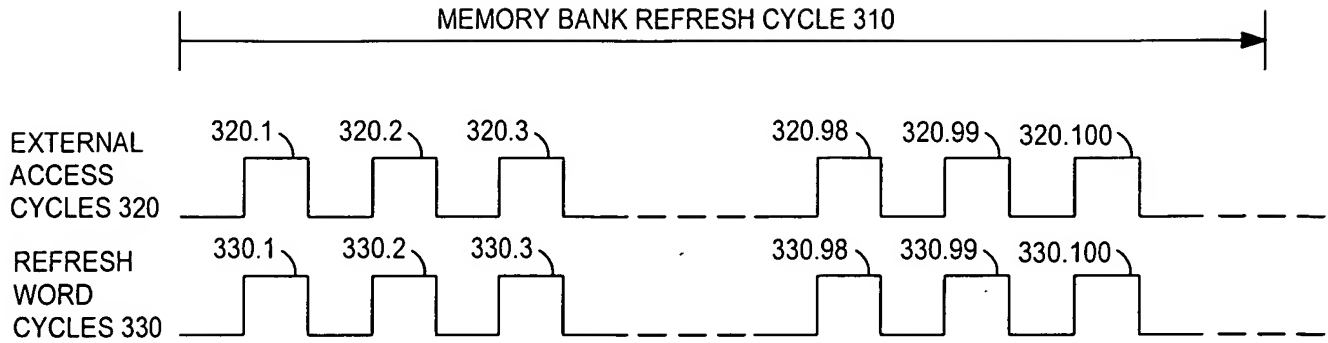 MEMORY BANK REFRESH CYCLE 310
EXTERNAL
ACCESS
CYCLES 320
320.1 320.2 320.3 320.98 320.99 320.100
REFRESH
WORD
CYCLES 330
330.1 330.2 330.3 330.98 330.99 330.100